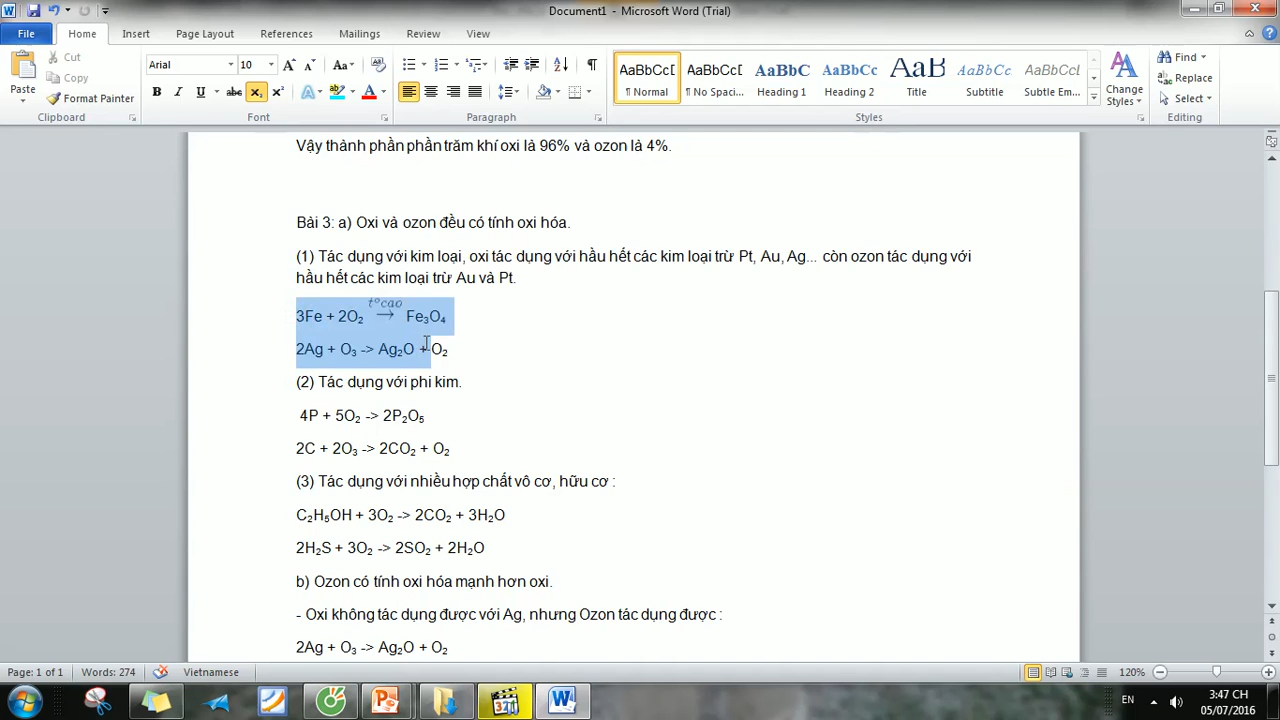 Document1 - Microsoft Word (Trial)
File Home Insert Page Layout References Mailings Review View
Paste
Cut
Copy
Format Painter
Clipboard
Arial 10
Font
Paragraph
AaBbCcD AaBbCcD AaBbC AaBbCc AaB AaBbCc AaBbCcD
¶ Normal ¶ No Spaci... Heading 1 Heading 2 Title Subtitle Subtle Em...
Styles
Change
Styles
Find
Replace
Select
Editing
Vậy thành phần phần trăm khí oxi là 96% và ozon là 4%.
Bài 3: a) Oxi và ozon đều có tính oxi hóa.
(1) Tác dụng với kim loại, oxi tác dụng với hầu hết các kim loại trừ Pt, Au, Ag... còn ozon tác dụng với
hầu hết các kim loại trừ Au và Pt.
3Fe + 2O₂ t°cao → Fe₃O₄
2Ag + O₃ -> Ag₂O + O₂
(2) Tác dụng với phi kim.
4P + 5O₂ -> 2P₂O₅
2C + 2O₃ -> 2CO₂ + O₂
(3) Tác dụng với nhiều hợp chất vô cơ, hữu cơ :
C₂H₅OH + 3O₂ -> 2CO₂ + 3H₂O
2H₂S + 3O₂ -> 2SO₂ + 2H₂O
b) Ozon có tính oxi hóa mạnh hơn oxi.
- Oxi không tác dụng được với Ag, nhưng Ozon tác dụng được :
2Ag + O₃ -> Ag₂O + O₂
Page: 1 of 1 Words: 274 Vietnamese 120%
EN 3:47 CH
05/07/2016